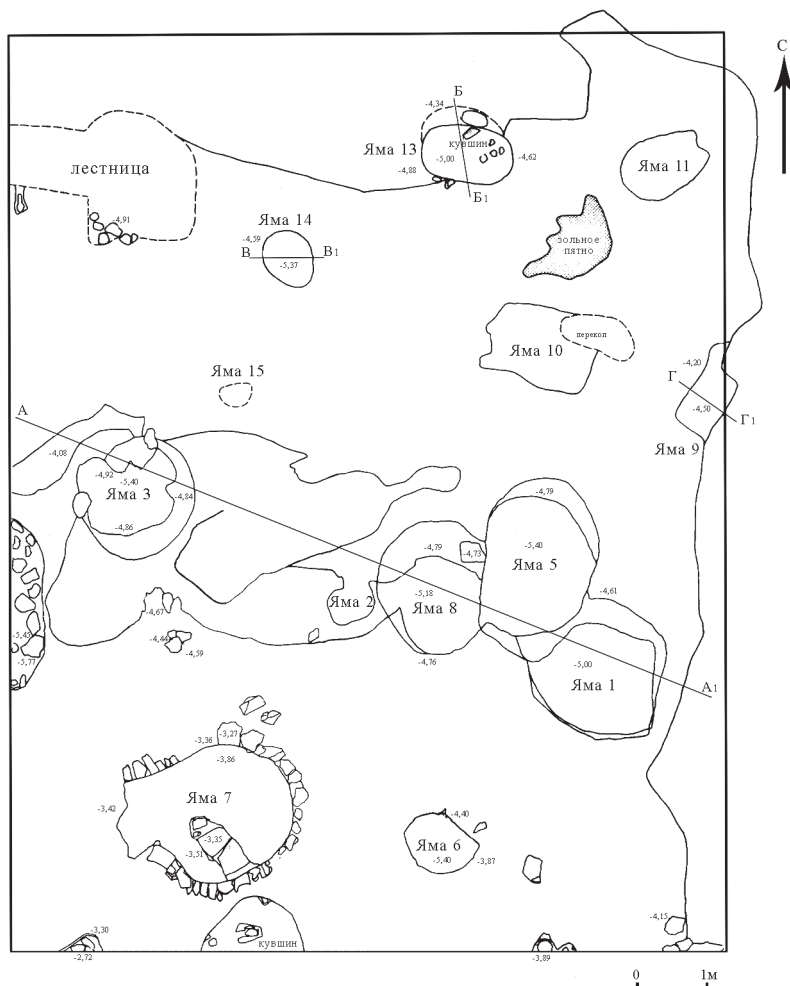 С
Б
-4,34
кувшин
Яма 13
-5,00
-4,62
-4,88
Б1
Яма 11
лестница
-4,91
Яма 14
-4,59
В
В1
-5,37
зольное
пятно
Яма 10
перекоп
-4,20
Г
-4,50
Г1
Яма 9
Яма 15
А
-4,08
-4,92
-5,40
Яма 3
-4,84
-4,86
-4,79
-5,40
Яма 5
-4,79
-4,73
-5,18
Яма 8
-4,76
Яма 2
-4,61
-5,00
Яма 1
А1
-4,67
-4,44
-4,59
-5,45
-5,77
-3,27
-3,36
-3,86
Яма 7
-3,42
-3,35
-3,51
-4,40
Яма 6
-5,40
-3,87
-3,30
-2,72
кувшин
-3,89
-4,15
0
1м